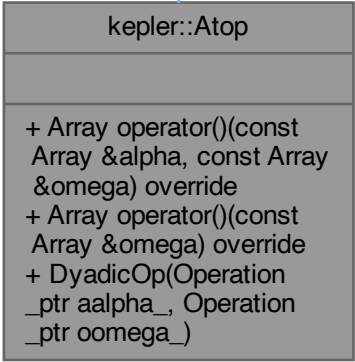 kepler::Atop
+ Array operator()(const
Array &alpha, const Array
&omega) override
+ Array operator()(const
Array &omega) override
+ DyadicOp(Operation
_ptr aalpha_, Operation
_ptr oomega_)